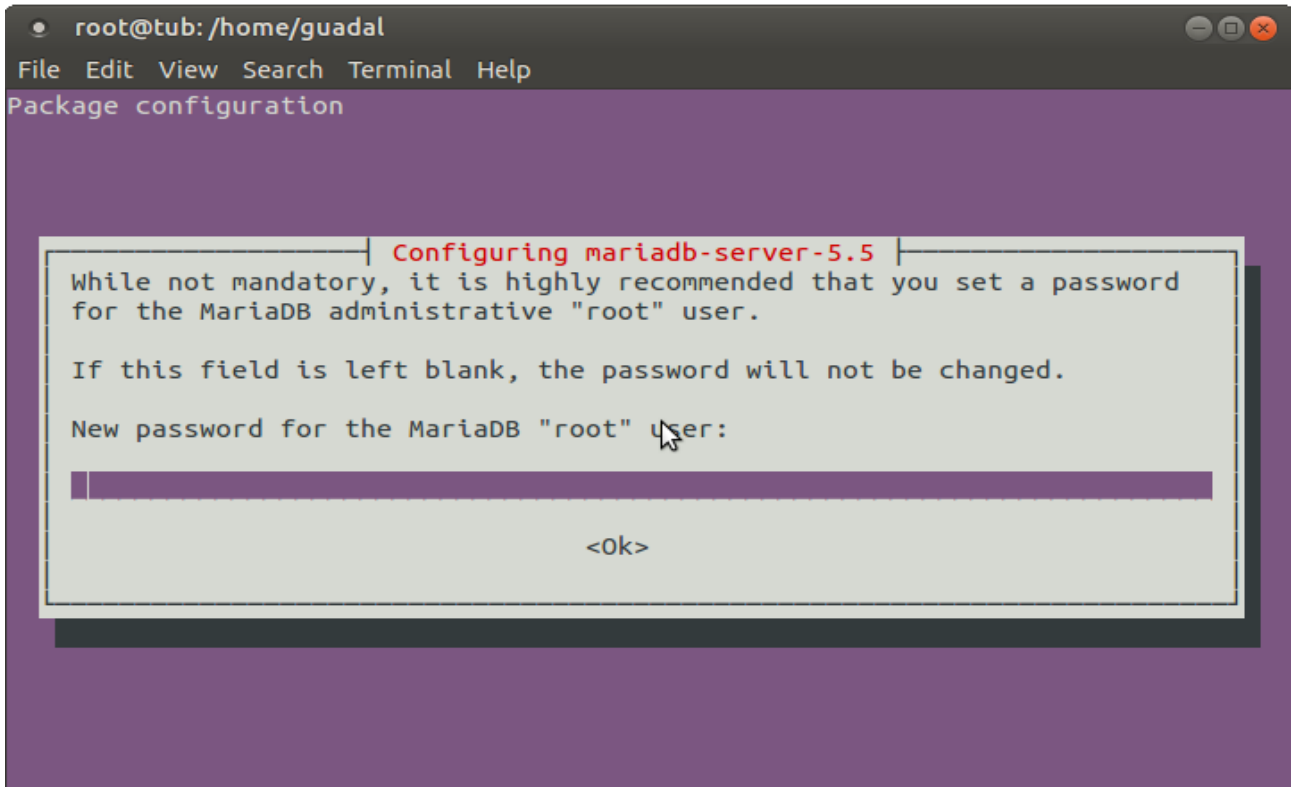 root@tub: /home/guadal
File Edit View Search Terminal Help
Package configuration
Configuring mariadb-server-5.5
While not mandatory, it is highly recommended that you set a password
for the MariaDB administrative "root" user.
If this field is left blank, the password will not be changed.
New password for the MariaDB "root" user:
<Ok>